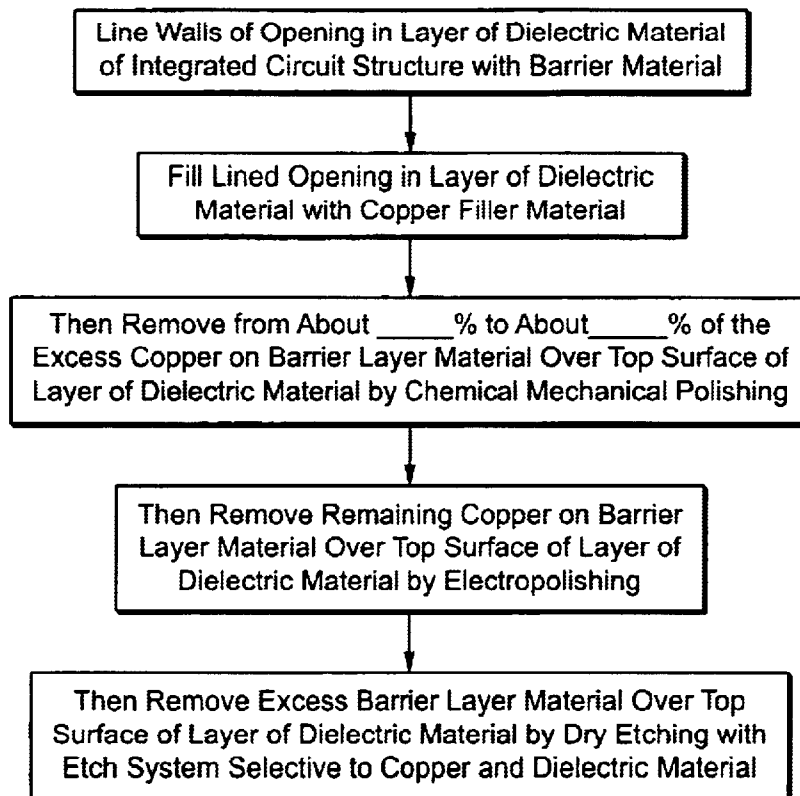 Line Walls of Opening in Layer of Dielectric Material
of Integrated Circuit Structure with Barrier Material
Fill Lined Opening in Layer of Dielectric
Material with Copper Filler Material
Then Remove from About _____% to About_____% of the
Excess Copper on Barrier Layer Material Over Top Surface of
Layer of Dielectric Material by Chemical Mechanical Polishing
Then Remove Remaining Copper on Barrier
Layer Material Over Top Surface of Layer of
Dielectric Material by Electropolishing
Then Remove Excess Barrier Layer Material Over Top
Surface of Layer of Dielectric Material by Dry Etching with
Etch System Selective to Copper and Dielectric Material